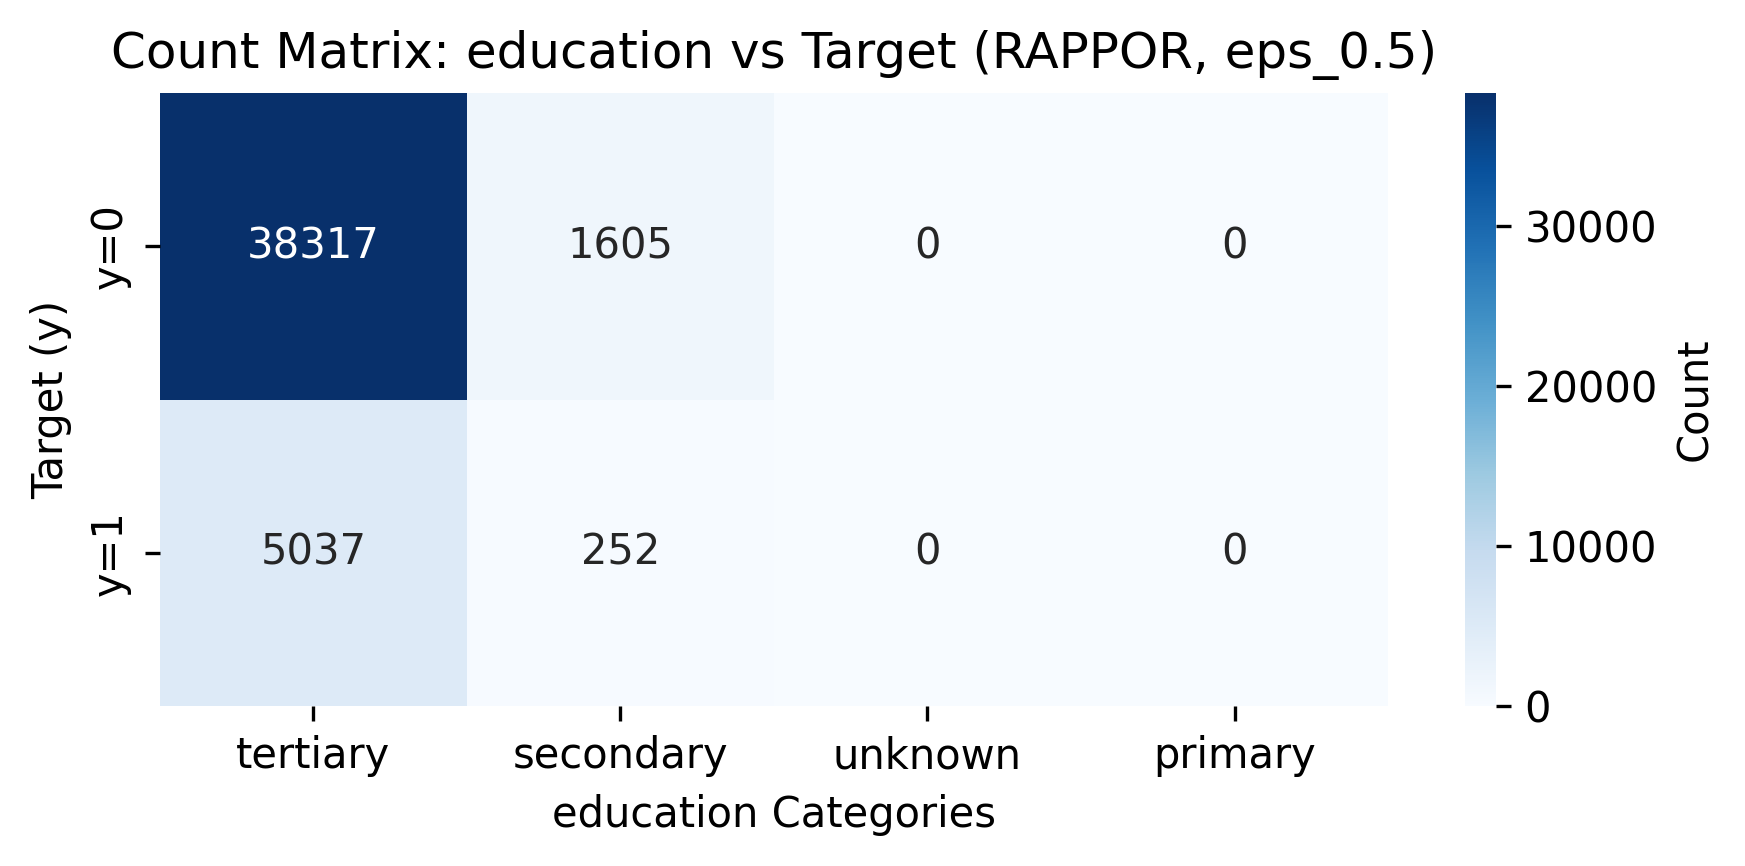 Count Matrix: education vs Target (RAPPOR, eps_0.5)
Target (y)
y=0
38317 1605 0 0
y=1
5037 252 0 0
tertiary secondary unknown primary
education Categories
30000
20000
10000
0
Count